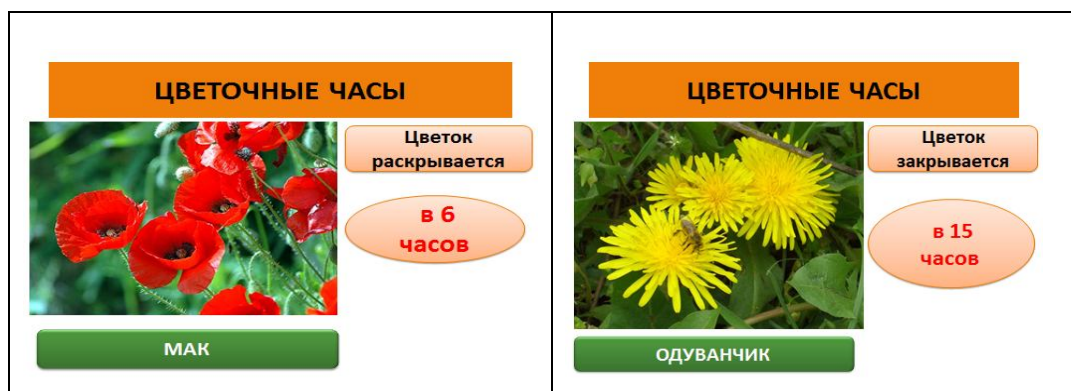 ЦВЕТОЧНЫЕ ЧАСЫ
Цветок
раскрывается
в 6
часов
МАК
ЦВЕТОЧНЫЕ ЧАСЫ
Цветок
закрывается
в 15
часов
ОДУВАНЧИК